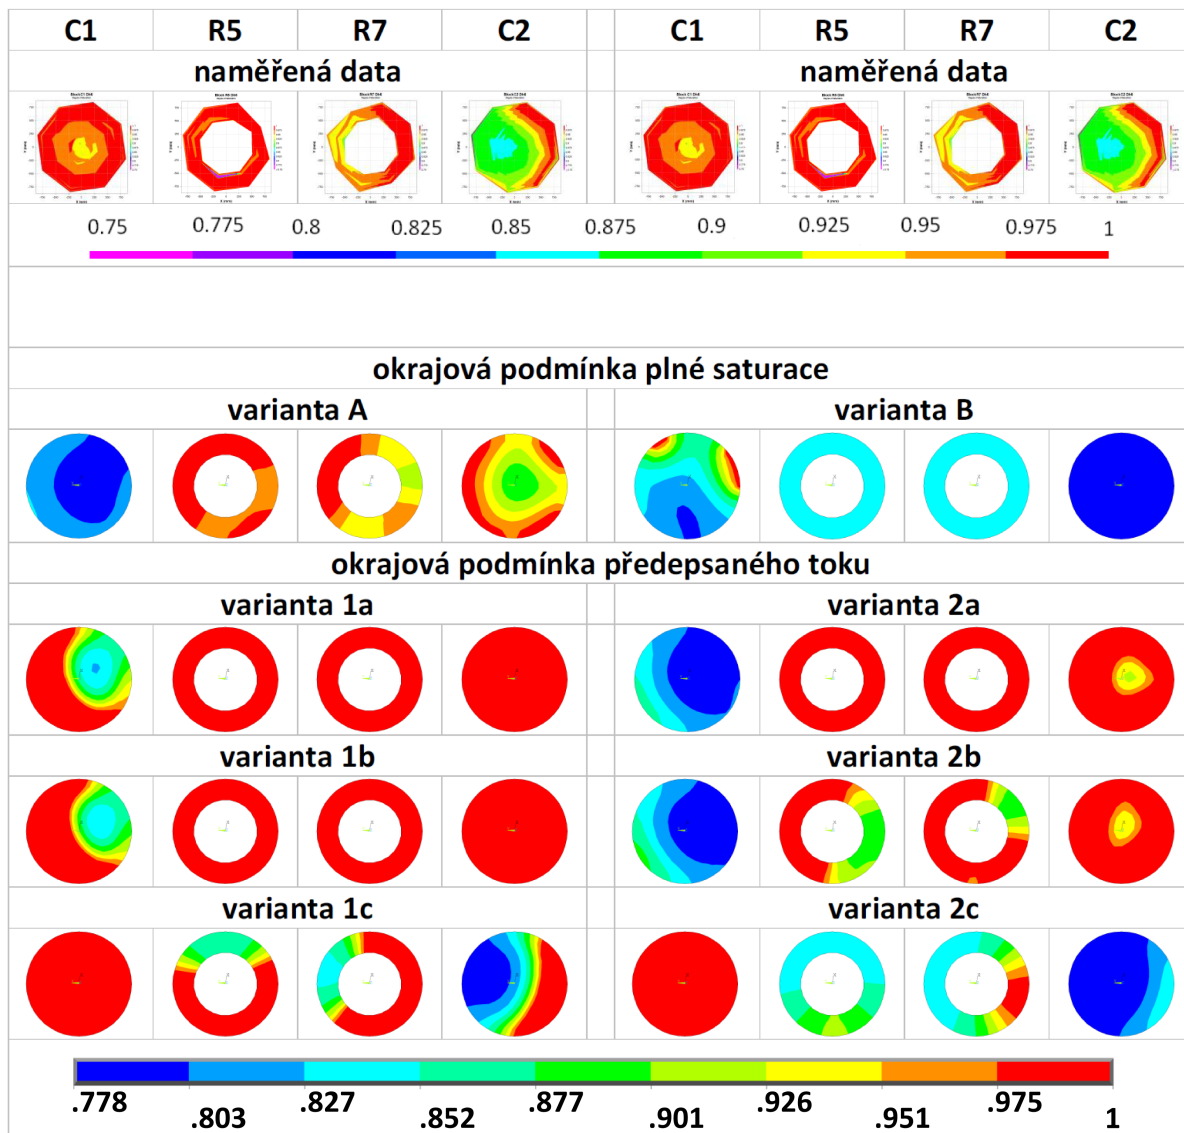 C1 R5 R7 C2 C1 R5 R7 C2
naměřená data naměřená data
0.75 0.775 0.8 0.825 0.85 0.875 0.9 0.925 0.95 0.975 1
okrajová podmínka plné saturace
varianta A varianta B
okrajová podmínka předepsaného toku
varianta 1a varianta 2a
varianta 1b varianta 2b
varianta 1c varianta 2c
.778 .803 .827 .852 .877 .901 .926 .951 .975 1